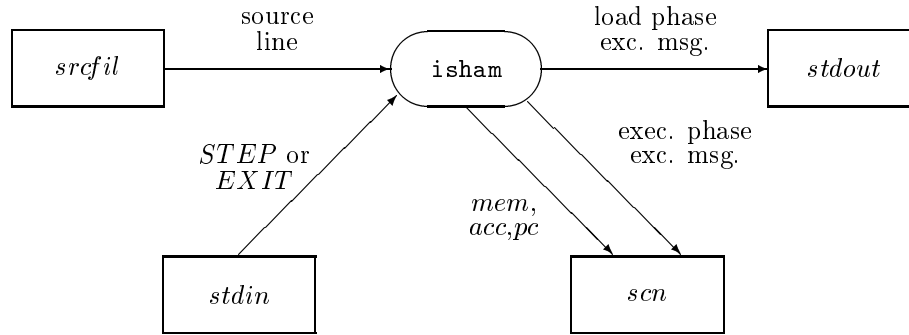 source
line
load phase
exc. msg.
srcfil
isham
stdout
STEP or
EXIT
exec. phase
exc. msg.
mem,
acc,pc
stdin
scn